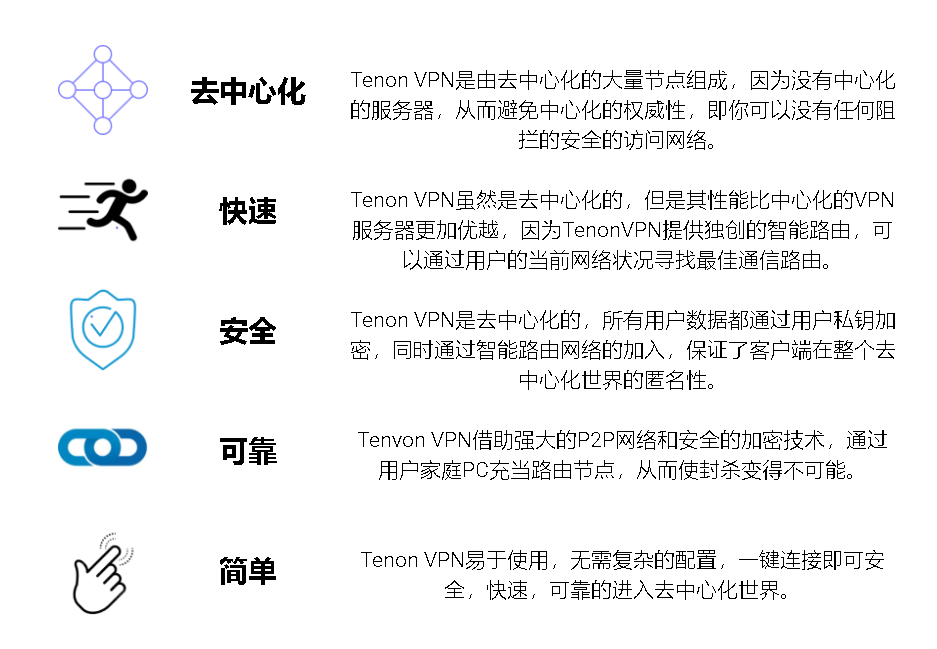 去中心化
Tenon VPN是由去中心化的大量节点组成，因为没有中心化
的服务器，从而避免中心化的权威性，即你可以没有任何阻
拦的安全的访问网络。
快速
Tenon VPN虽然是去中心化的，但是其性能比中心化的VPN
服务器更加优越，因为TenonVPN提供独创的智能路由，可
以通过用户的当前网络状况寻找最佳通信路由。
安全
Tenon VPN是去中心化的，所有用户数据都通过用户私钥加
密，同时通过智能路由网络的加入，保证了客户端在整个去
中心化世界的匿名性。
可靠
Tenvon VPN借助强大的P2P网络和安全的加密技术，通过
用户家庭PC充当路由节点，从而使封杀变得不可能。
简单
Tenon VPN易于使用，无需复杂的配置，一键连接即可安
全，快速，可靠的进入去中心化世界。